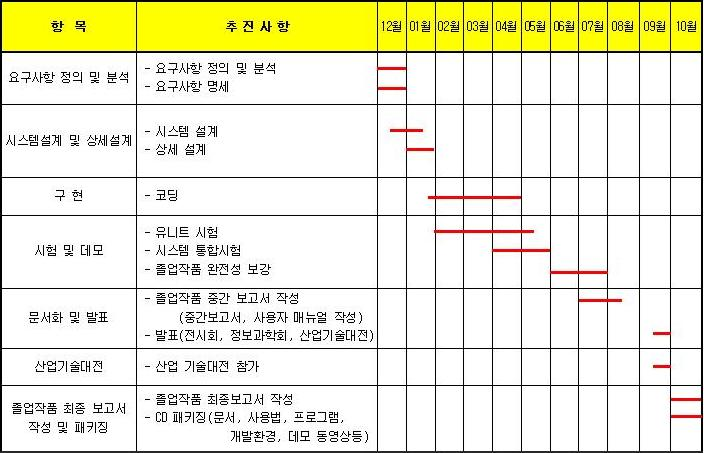 항 목 추 진 사 항 12월 01월 02월 03월 04월 05월 06월 07월 08월 09월 10월
요구사항 정의 및 분석
- 요구사항 정의 및 분석
- 요구사항 명세
시스템설계 및 상세설계
- 시스템 설계
- 상세 설계
구 현
- 코딩
시험 및 데모
- 유니트 시험
- 시스템 통합시험
- 졸업작품 완전성 보강
문서화 및 발표
- 졸업작품 중간 보고서 작성
(중간보고서, 사용자 매뉴얼 작성)
- 발표(전시회, 정보과학회, 산업기술대전)
산업기술대전
- 산업 기술대전 참가
졸업작품 최종 보고서
작성 및 패키징
- 졸업작품 최종보고서 작성
- CD 패키징(문서, 사용법, 프로그램,
개발환경, 데모 동영상등)